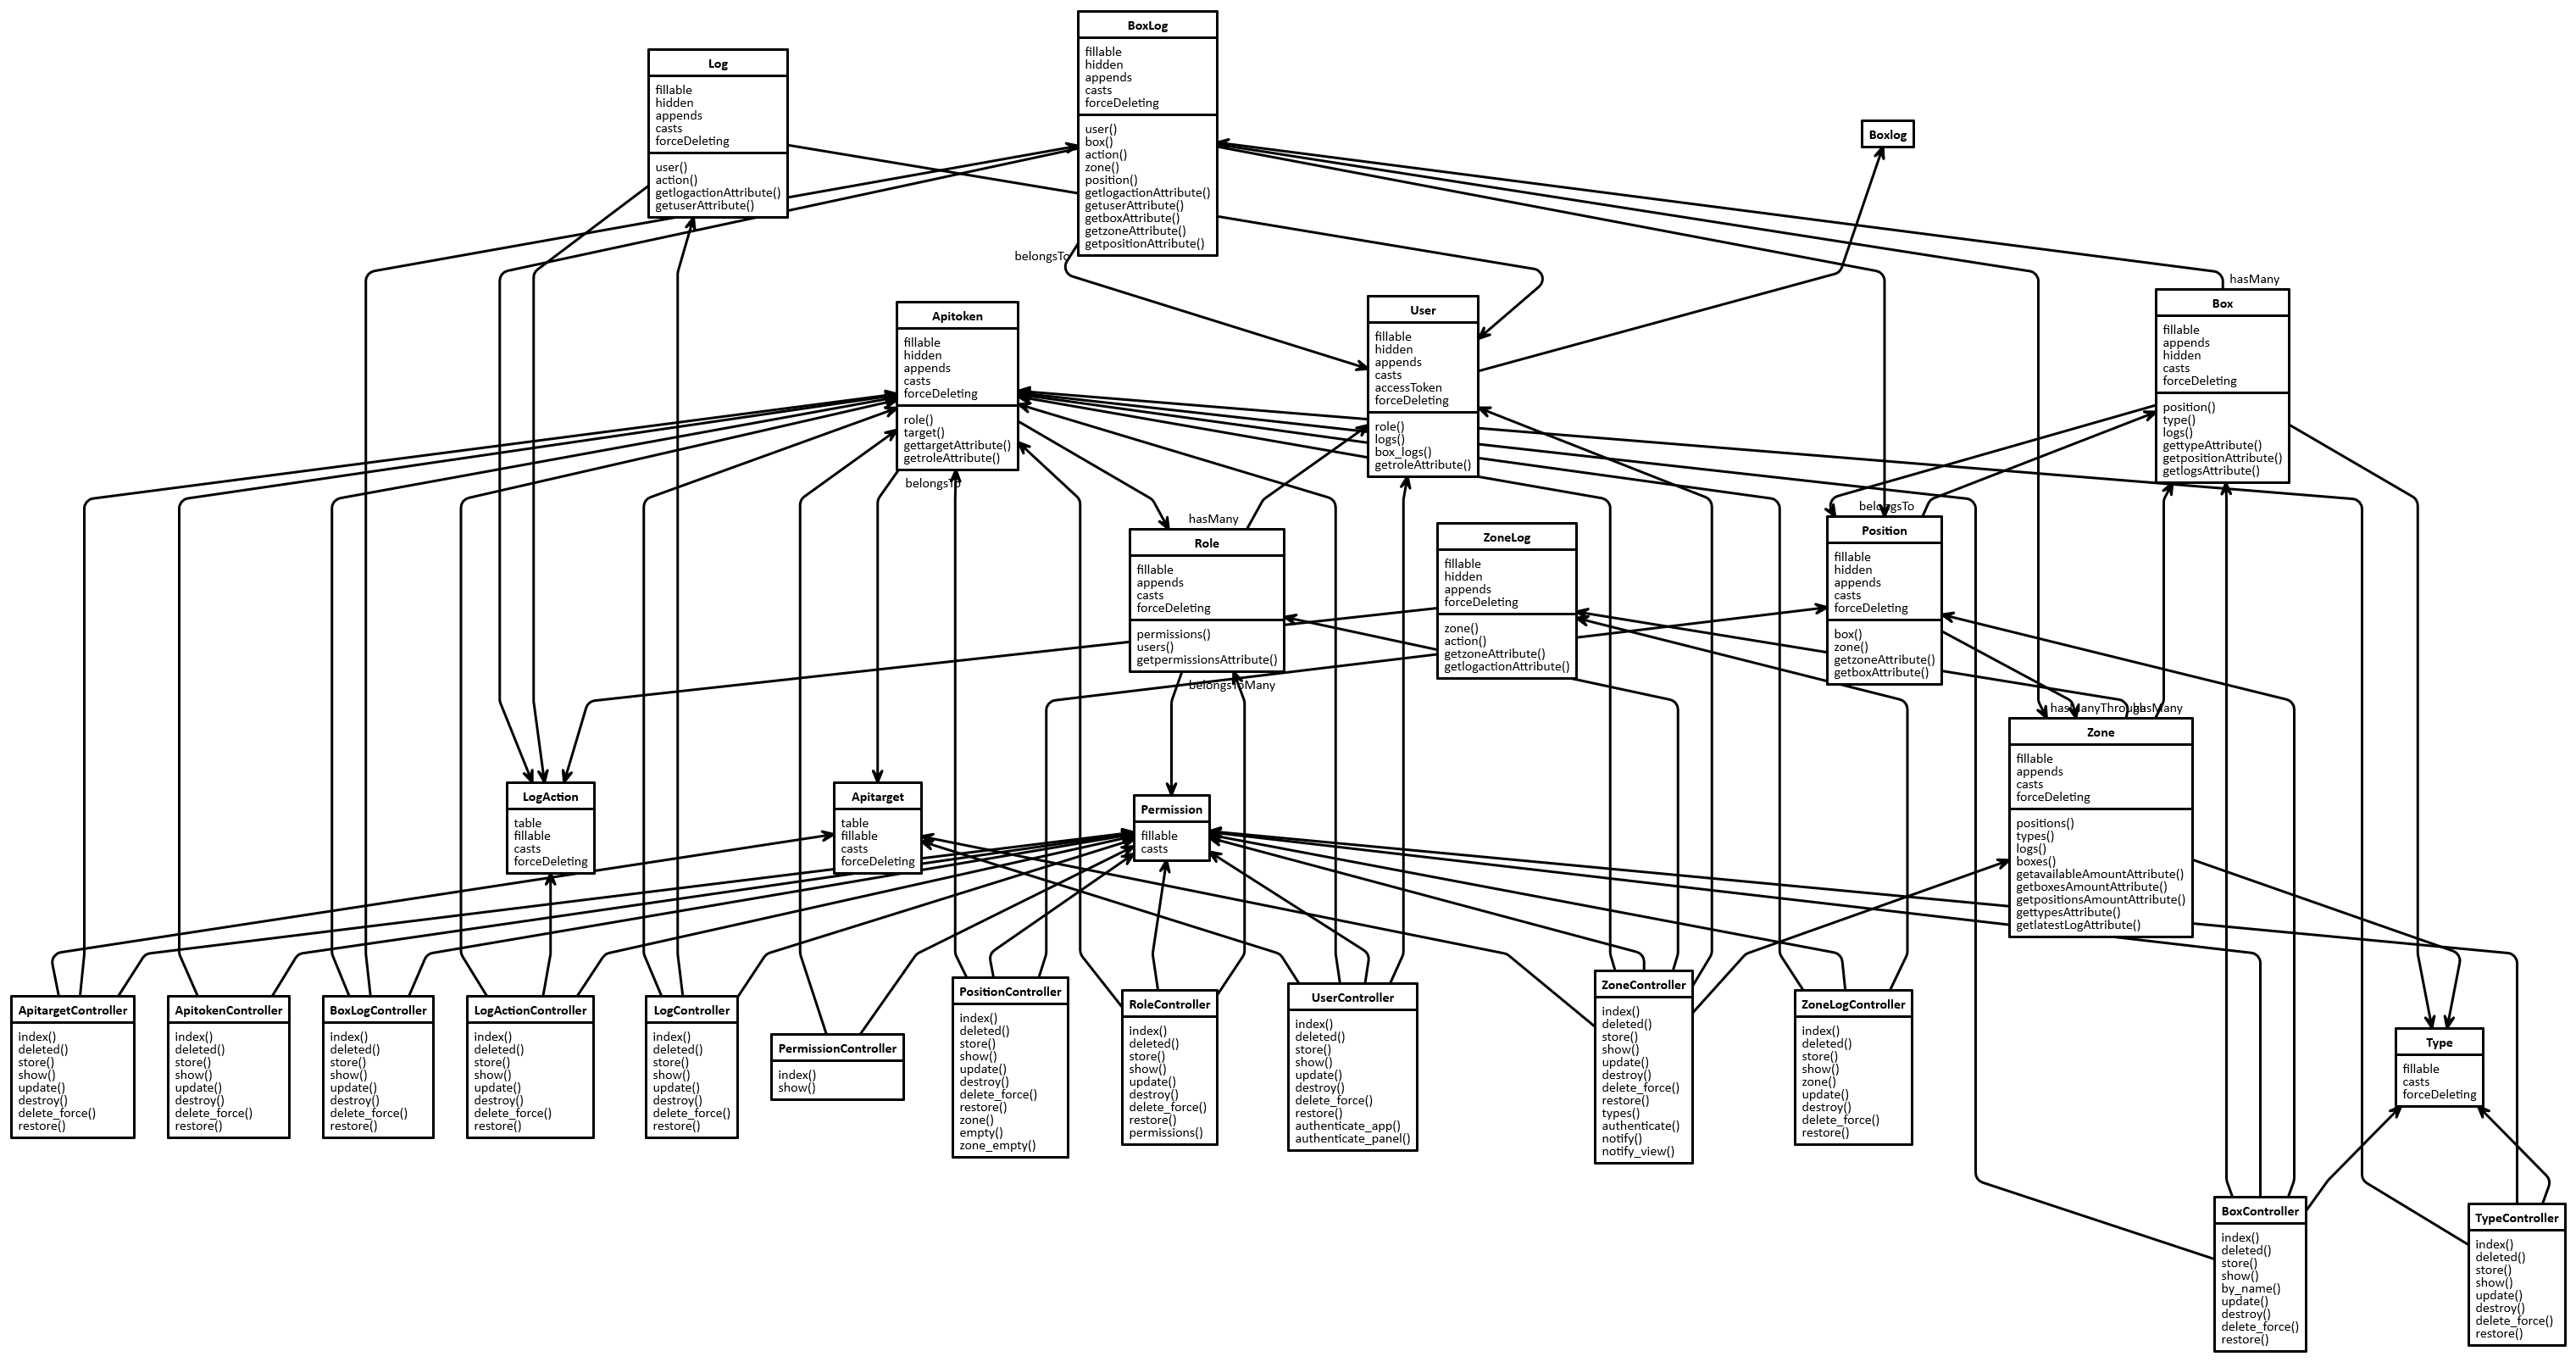 BoxLog
fillable
hidden
appends
casts
forceDeleting
user()
box()
action()
zone()
position()
getlogactionAttribute()
getuserAttribute()
getboxAttribute()
getzoneAttribute()
getpositionAttribute()
Log
fillable
hidden
appends
casts
forceDeleting
user()
action()
getlogactionAttribute()
getuserAttribute()
Boxlog
belongsTo
hasMany
Apitoken
fillable
hidden
appends
casts
forceDeleting
role()
target()
gettargetAttribute()
getroleAttribute()
belongsTo
User
fillable
hidden
appends
casts
accessToken
forceDeleting
role()
logs()
box_logs()
getroleAttribute()
Box
fillable
appends
hidden
casts
forceDeleting
position()
type()
logs()
gettypeAttribute()
getpositionAttribute()
getlogsAttribute()
hasMany
Role
fillable
appends
casts
forceDeleting
permissions()
users()
getpermissionsAttribute()
belongsToMany
ZoneLog
fillable
hidden
appends
forceDeleting
zone()
action()
getzoneAttribute()
getlogactionAttribute()
belongsTo
Position
fillable
hidden
appends
casts
forceDeleting
box()
zone()
getzoneAttribute()
getboxAttribute()
hasManyThrough
hasMany
Zone
fillable
appends
casts
forceDeleting
positions()
types()
logs()
boxes()
getavailableAmountAttribute()
getboxesAmountAttribute()
getpositionsAmountAttribute()
gettypesAttribute()
getlatestLogAttribute()
LogAction
table
fillable
casts
forceDeleting
Apitarget
table
fillable
casts
forceDeleting
Permission
fillable
casts
ApitargetController
index()
deleted()
store()
show()
update()
destroy()
delete_force()
restore()
ApitokenController
index()
deleted()
store()
show()
update()
destroy()
delete_force()
restore()
BoxLogController
index()
deleted()
store()
show()
update()
destroy()
delete_force()
restore()
LogActionController
index()
deleted()
store()
show()
update()
destroy()
delete_force()
restore()
LogController
index()
deleted()
store()
show()
update()
destroy()
delete_force()
restore()
PermissionController
index()
show()
PositionController
index()
deleted()
store()
show()
update()
destroy()
delete_force()
restore()
zone()
empty()
zone_empty()
RoleController
index()
deleted()
store()
show()
update()
destroy()
delete_force()
restore()
permissions()
UserController
index()
deleted()
store()
show()
update()
destroy()
delete_force()
restore()
authenticate_app()
authenticate_panel()
ZoneController
index()
deleted()
store()
show()
update()
destroy()
delete_force()
restore()
types()
authenticate()
notify()
notify_view()
ZoneLogController
index()
deleted()
store()
show()
zone()
update()
destroy()
delete_force()
restore()
Type
fillable
casts
forceDeleting
BoxController
index()
deleted()
store()
show()
by_name()
update()
destroy()
delete_force()
restore()
TypeController
index()
deleted()
store()
show()
update()
destroy()
delete_force()
restore()